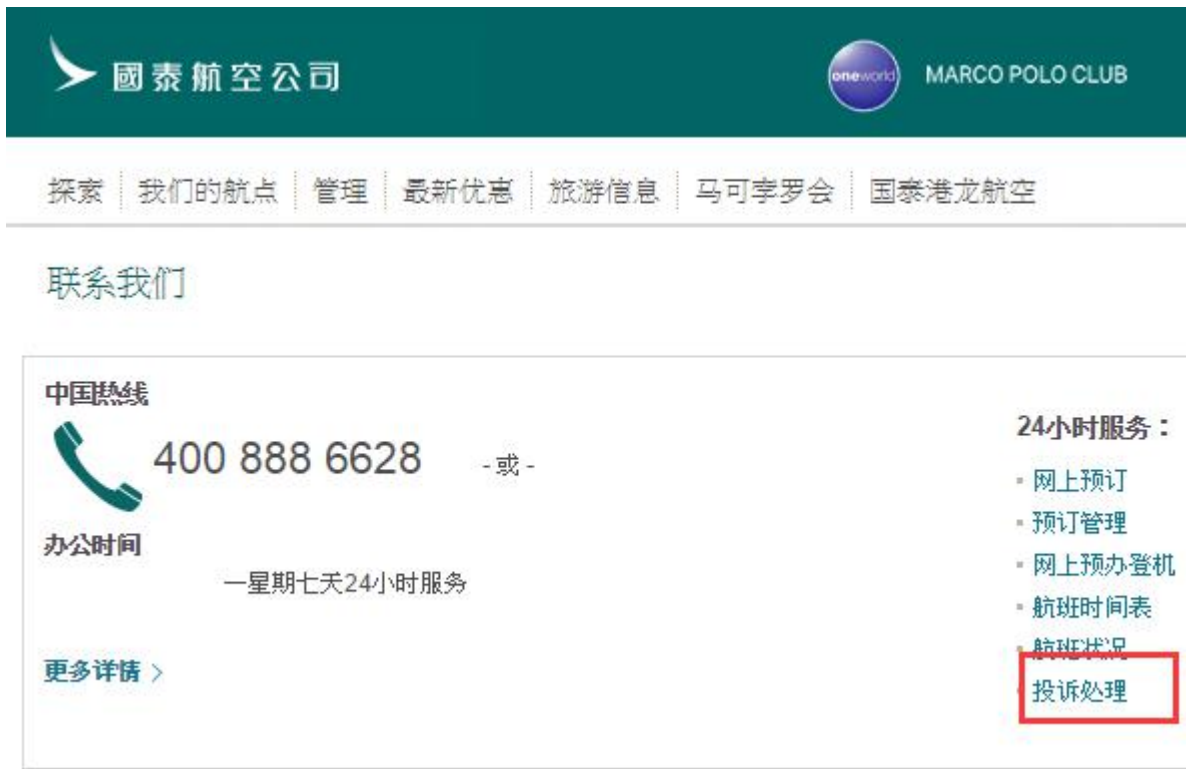 國泰航空公司
oneworld
MARCO POLO CLUB
探索 我们的航点 管理 最新优惠 旅游信息 马可孛罗会 国泰港龙航空
联系我们
中国热线
400 888 6628 - 或 -
办公时间
一星期七天24小时服务
更多详情 >
24小时服务：
网上预订
预订管理
网上预办登机
航班时间表
航班状况
投诉处理